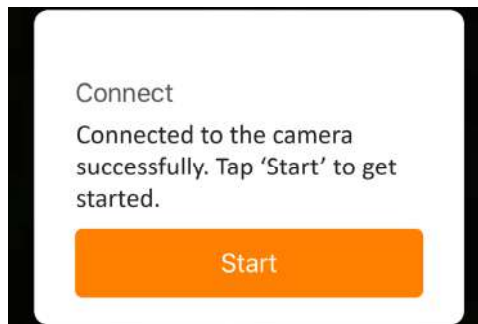 Connect
Connected to the camera
successfully. Tap ‘Start’ to get
started.
Start